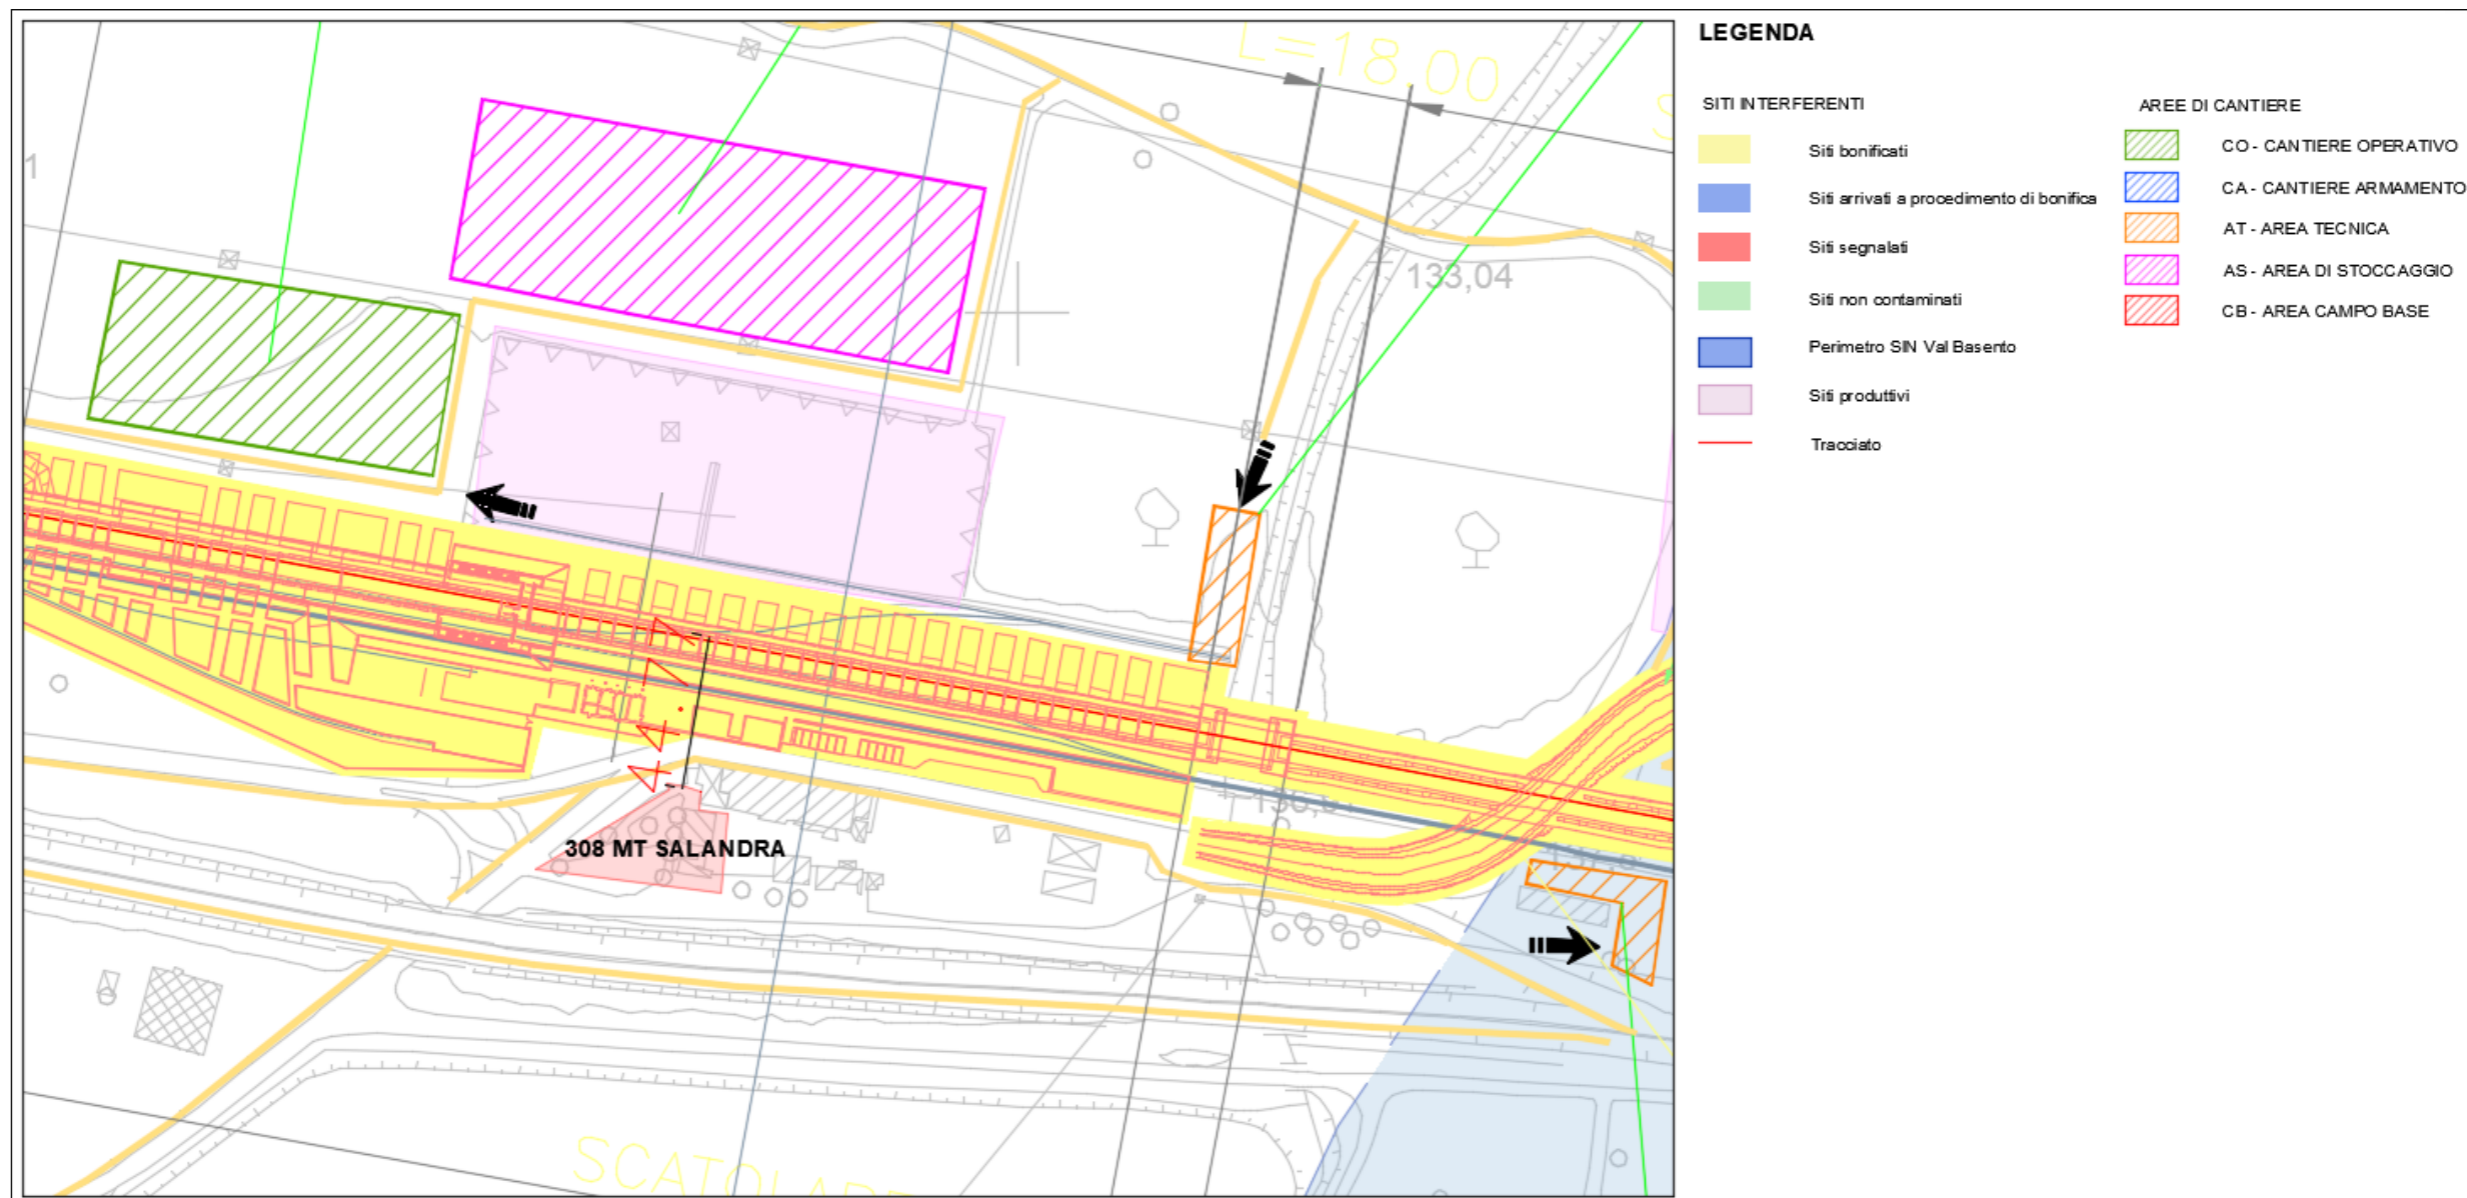 L=18,00
1
133,04
308 MT SALANDRA
SCATOLARE
LEGENDA
SITI INTERFERENTI
Siti bonificati
Siti arrivati a procedimento di bonifica
Siti segnalati
Siti non contaminati
Perimetro SIN Val Basento
Siti produttivi
Tracciato
AREE DI CANTIERE
CO - CANTIERE OPERATIVO
CA - CANTIERE ARMAMENTO
AT - AREA TECNICA
AS - AREA DI STOCCAGGIO
CB - AREA CAMPO BASE